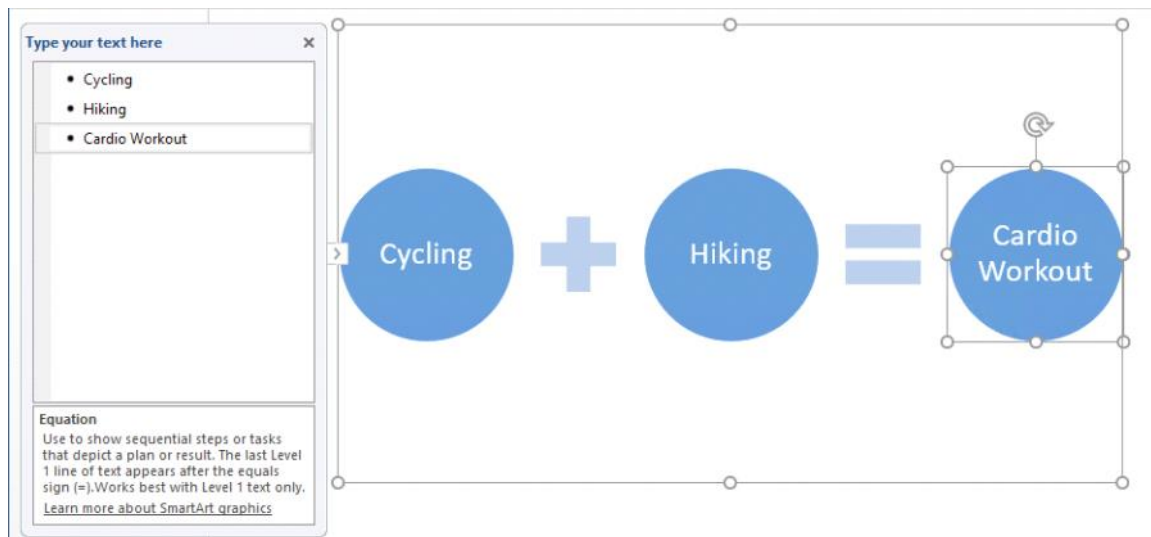 Type your text here
Cycling
Hiking
Cardio Workout
Equation
Use to show sequential steps or tasks
that depict a plan or result. The last Level
1 line of text appears after the equals
sign (=).Works best with Level 1 text only.
Learn more about SmartArt graphics
Cycling
Hiking
Cardio
Workout